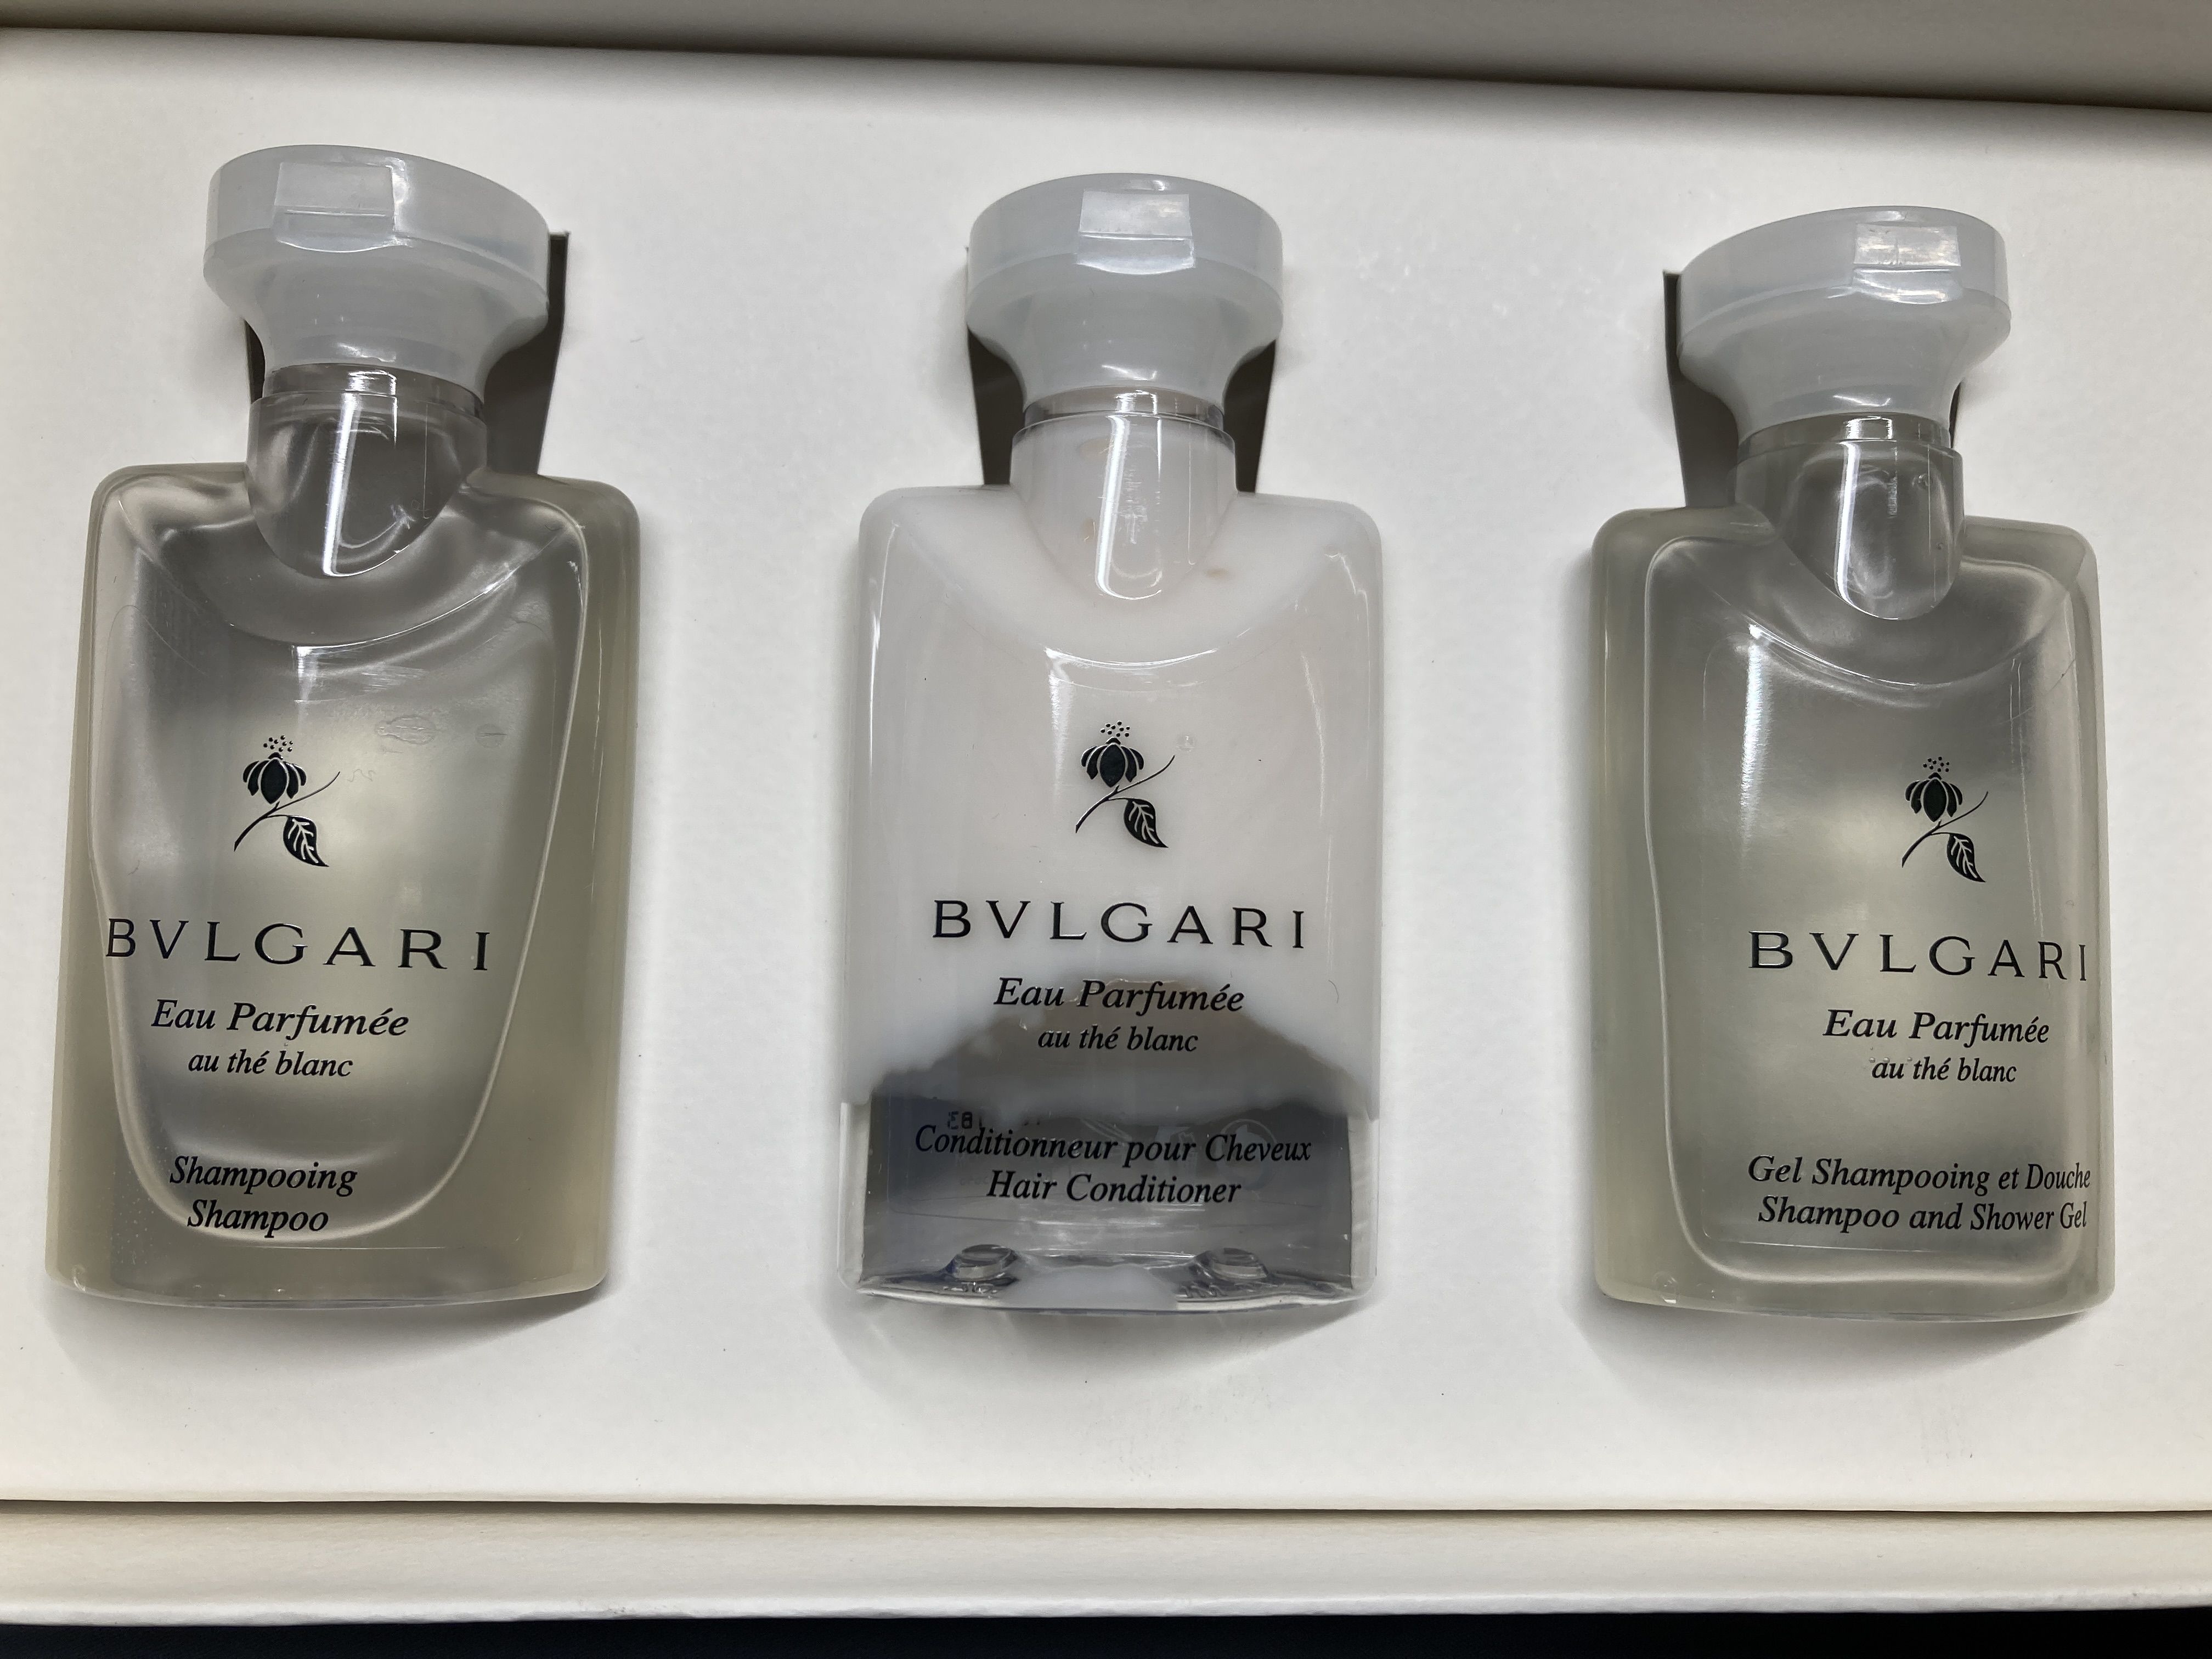 BVLGARI
Eau Parfumée
au thé blanc
Shampooing
Shampoo
BVLGARI
Eau Parfumée
au thé blanc
Conditionneur pour Cheveux
Hair Conditioner
BVLGARI
Eau Parfumée
au thé blanc
Gel Shampooing et Douche
Shampoo and Shower Gel